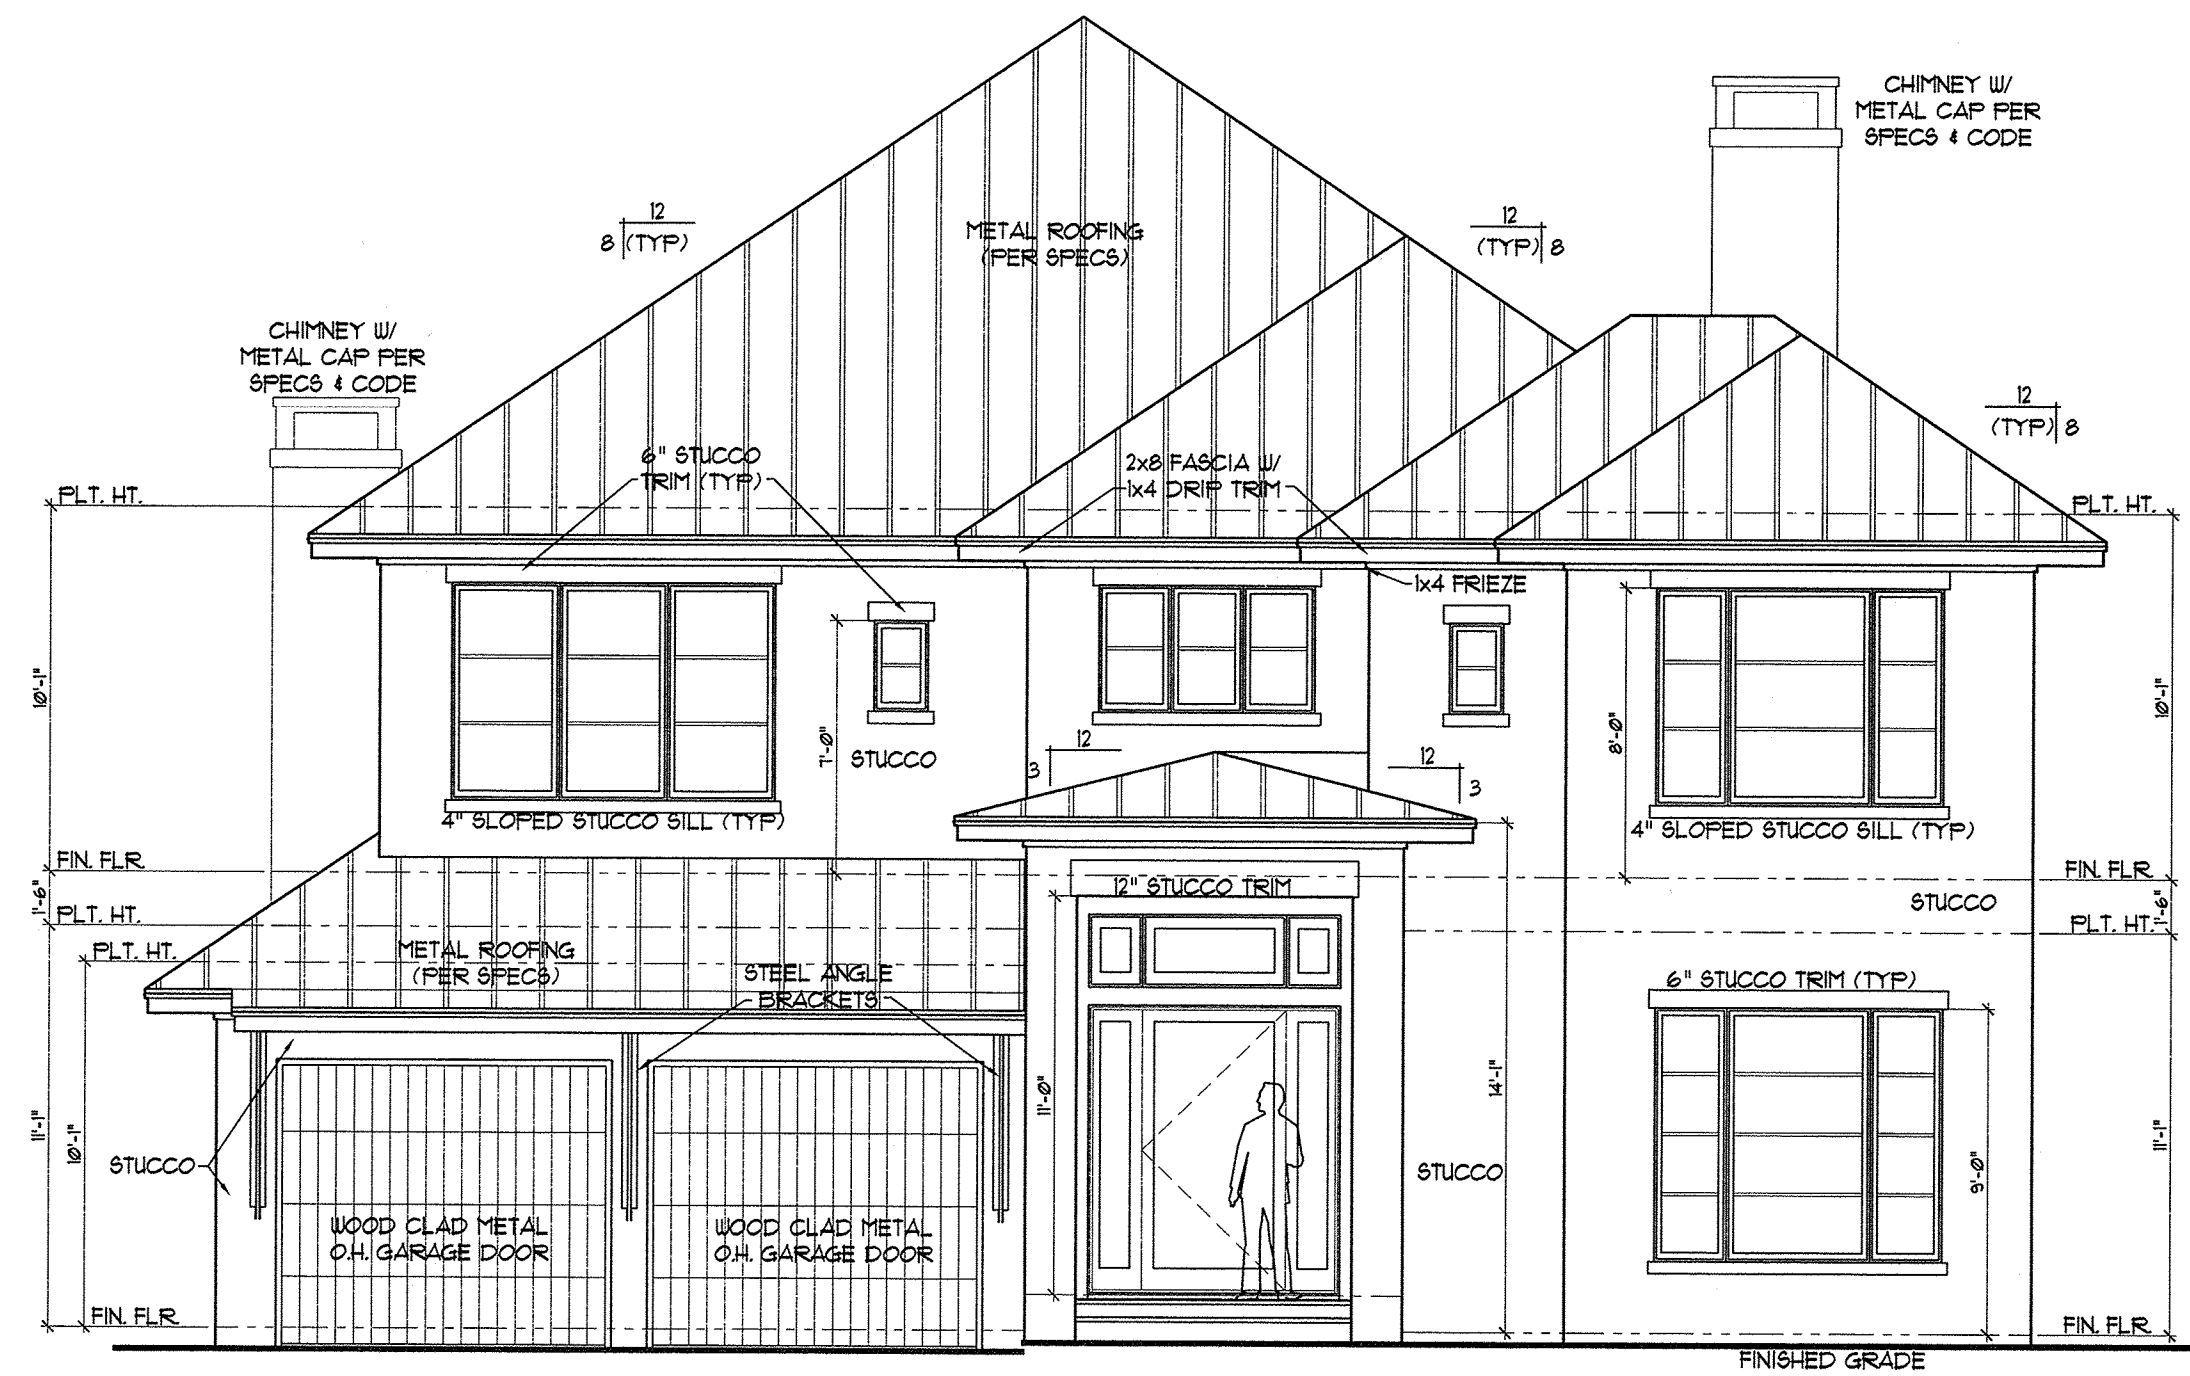 CHIMNEY W/
METAL CAP PER
SPECS & CODE
12
8 (TYP)
METAL ROOFING
(PER SPECS)
12
(TYP) 8
CHIMNEY W/
METAL CAP PER
SPECS & CODE
12
(TYP) 8
6" STUCCO
TRIM (TYP)
2x8 FASCIA W/
1x4 DRIP TRIM
PLT. HT.
PLT. HT.
1x4 FRIEZE
10'-1"
7'-0"
STUCCO
12
3
12
3
8'-0"
10'-1"
4" SLOPED STUCCO SILL (TYP)
4" SLOPED STUCCO SILL (TYP)
FIN. FLR.
FIN. FLR.
1'-6"
12" STUCCO TRIM
STUCCO
1'-6"
PLT. HT.
PLT. HT.
PLT. HT.
METAL ROOFING
(PER SPECS)
STEEL ANGLE
BRACKETS
6" STUCCO TRIM (TYP)
11'-1"
10'-1"
STUCCO
11'-0"
14'-1"
STUCCO
9'-0"
11'-1"
WOOD CLAD METAL
O.H. GARAGE DOOR
WOOD CLAD METAL
O.H. GARAGE DOOR
FIN. FLR.
FIN. FLR.
FINISHED GRADE